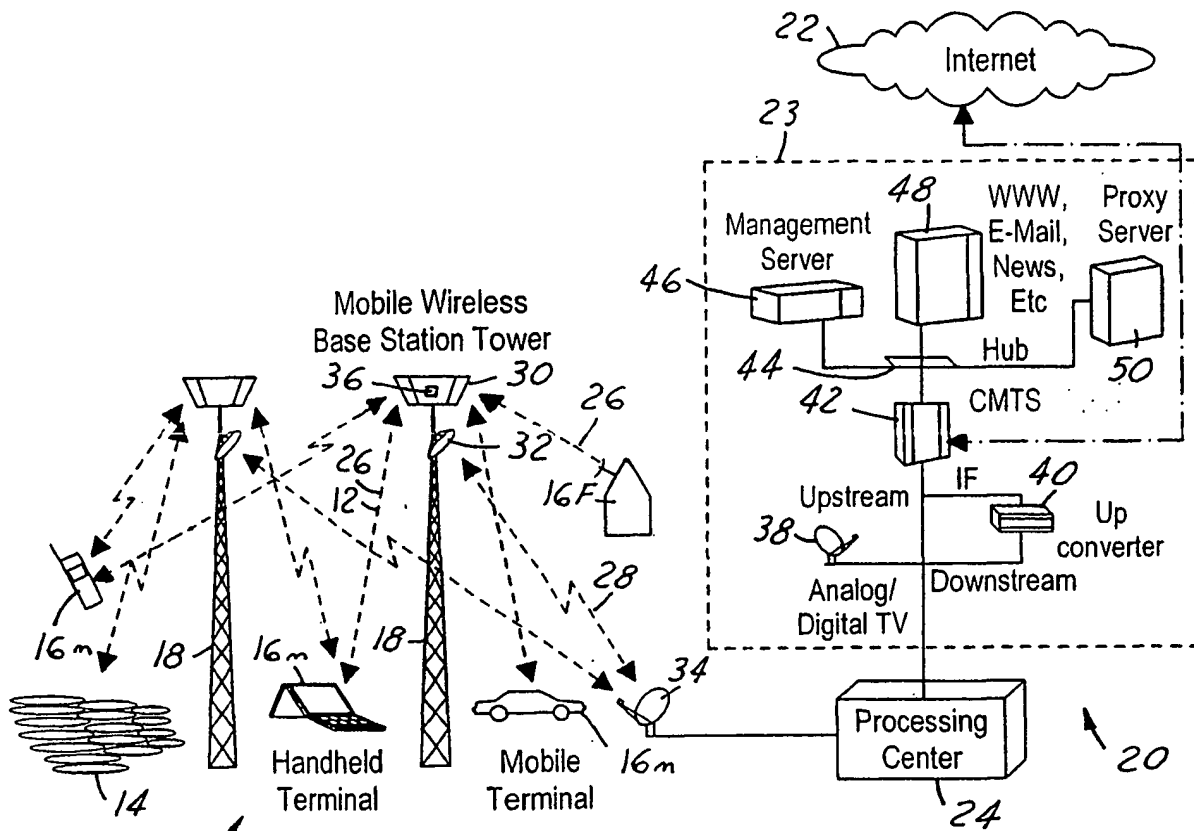 22
Internet
23
48
WWW,
E-Mail,
News,
Etc
Proxy
Server
Management
Server
46
Mobile Wireless
Base Station Tower
36
30
44
Hub
50
42
CMTS
26
32
26
12
16F
IF
40
Upstream
38
Up
converter
28
Downstream
Analog/
Digital TV
16m
18
16m
18
34
Processing
Center
14
Handheld
Terminal
Mobile
Terminal
16m
20
24